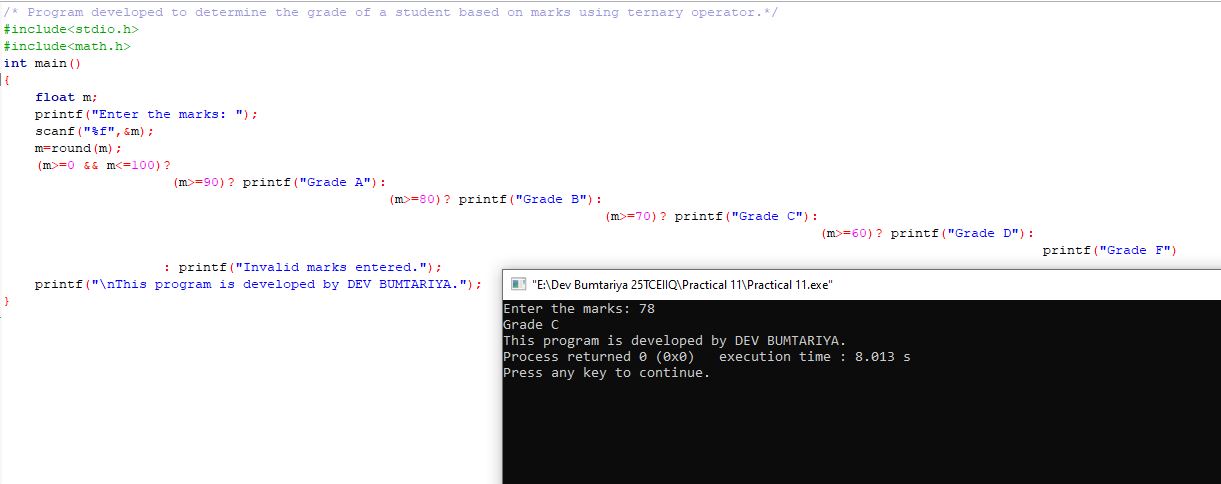 /* Program developed to determine the grade of a student based on marks using ternary operator.*/
#include<stdio.h>
#include<math.h>
int main()
{
float m;
printf("Enter the marks: ");
scanf("%f",&m);
m=round(m);
(m>=0 && m<=100)?
(m>=90)? printf("Grade A"):
(m>=80)? printf("Grade B"):
(m>=70)? printf("Grade C"):
(m>=60)? printf("Grade D"):
printf("Grade F")
: printf("Invalid marks entered.");
printf("\nThis program is developed by DEV BUMTARIYA.");
}
"E:\Dev Bumtariya 25TCEIIQ\Practical 11\Practical 11.exe"
Enter the marks: 78
Grade C
This program is developed by DEV BUMTARIYA.
Process returned 0 (0x0)   execution time : 8.013 s
Press any key to continue.